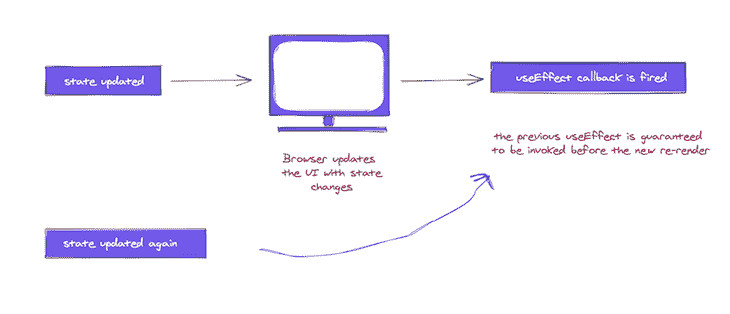 state updated
useEffect callback is fired
Browser updates
the UI with state
changes
the previous useEffect is guaranteed
to be invoked before the new re-render
state updated again